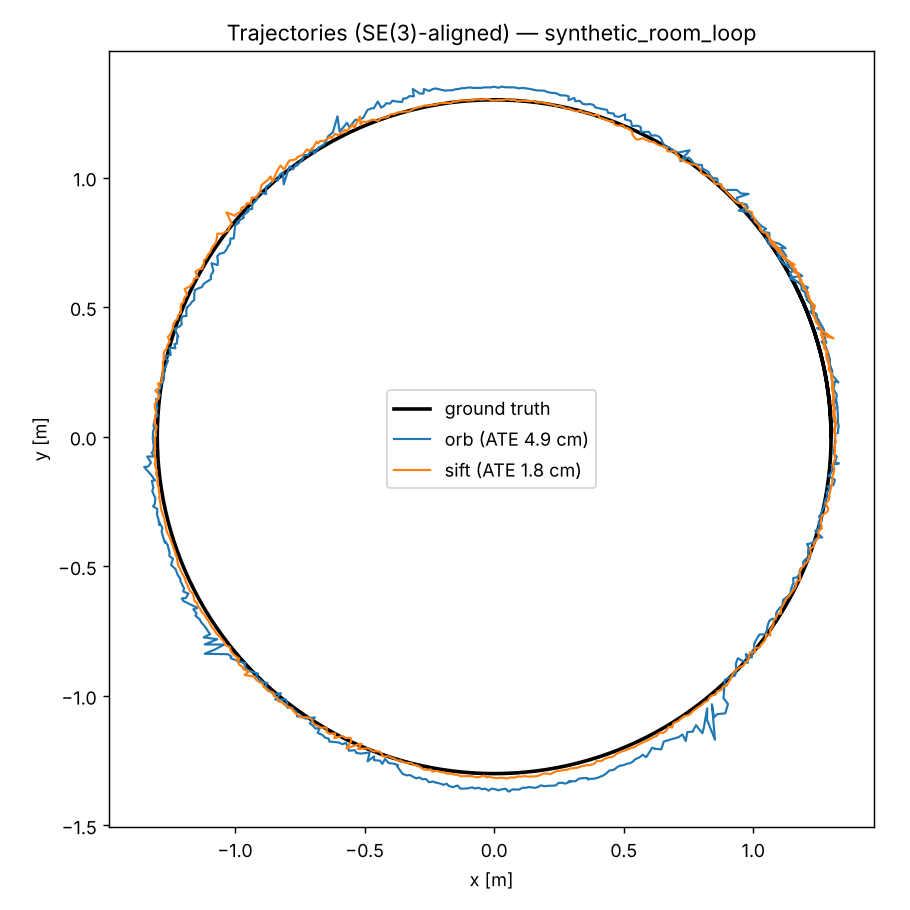 Trajectories (SE(3)-aligned) — synthetic_room_loop
y [m]
1.0
0.5
0.0
−0.5
−1.0
−1.5
ground truth
orb (ATE 4.9 cm)
sift (ATE 1.8 cm)
−1.0 −0.5 0.0 0.5 1.0
x [m]